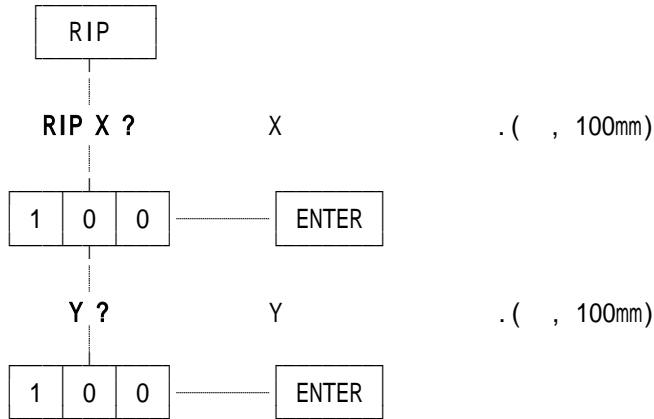 RIP
RIP X ? X .( , 100㎜)
1 0 0 ENTER
Y ? Y .( , 100㎜)
1 0 0 ENTER